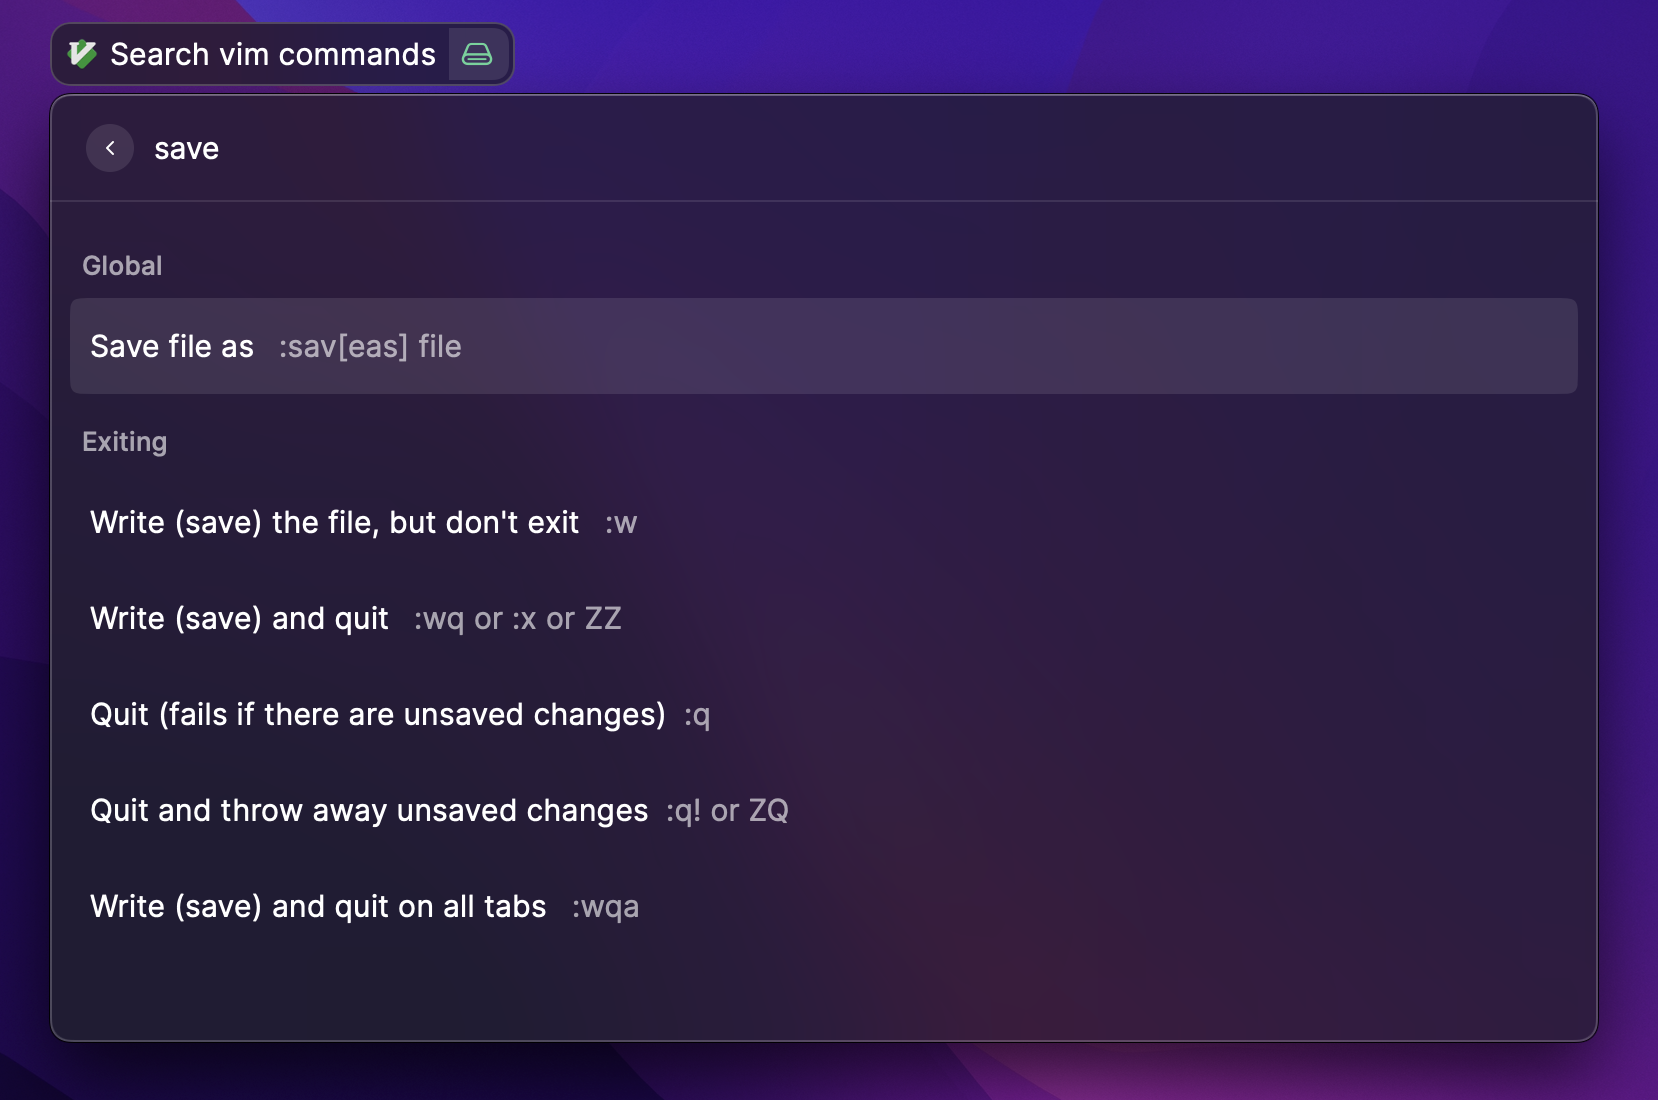 Search vim commands
save
Global
Save file as :sav[eas] file
Exiting
Write (save) the file, but don't exit :w
Write (save) and quit :wq or :x or ZZ
Quit (fails if there are unsaved changes) :q
Quit and throw away unsaved changes :q! or ZQ
Write (save) and quit on all tabs :wqa